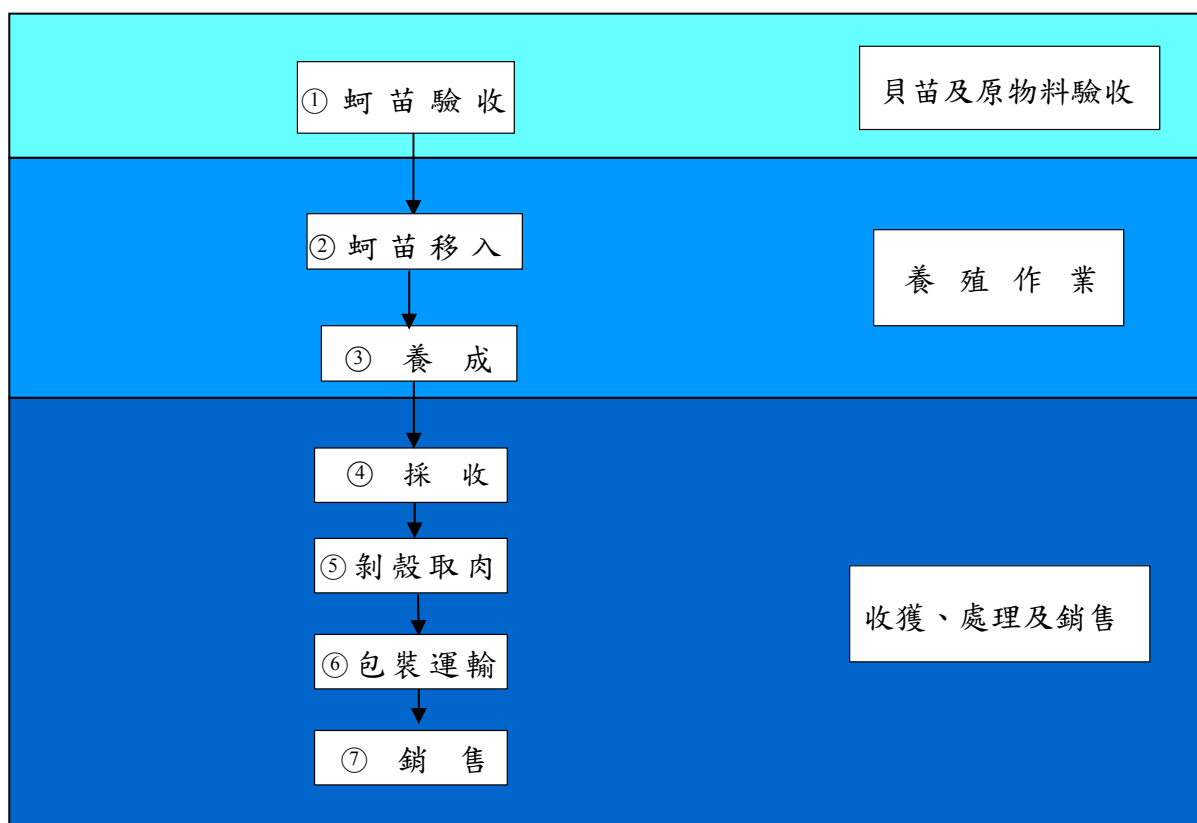 ① 蚵苗驗收
貝苗及原物料驗收
② 蚵苗移入
養殖作業
③ 養成
④ 採收
⑤ 剝殼取肉
收獲、處理及銷售
⑥ 包裝運輸
⑦ 銷售